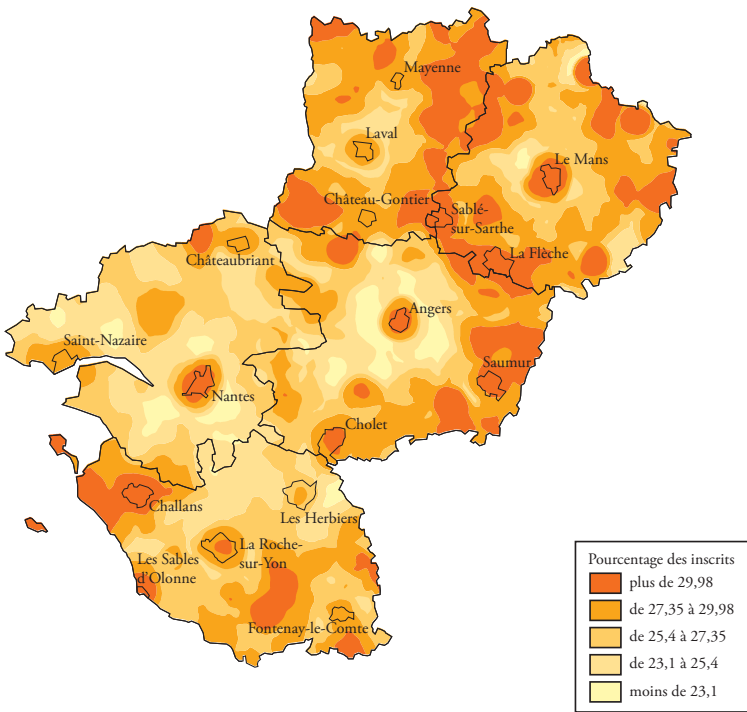 Mayenne
Laval
Le Mans
Château-Gontier
Sablé-
sur-Sarthe
La Flèche
Châteaubriant
Angers
Saint-Nazaire
Saumur
Nantes
Cholet
Challans
Les Herbiers
La Roche-
sur-Yon
Les Sables
d'Olonne
Fontenay-le-Comte
Pourcentage des inscrits
plus de 29,98
de 27,35 à 29,98
de 25,4 à 27,35
de 23,1 à 25,4
moins de 23,1